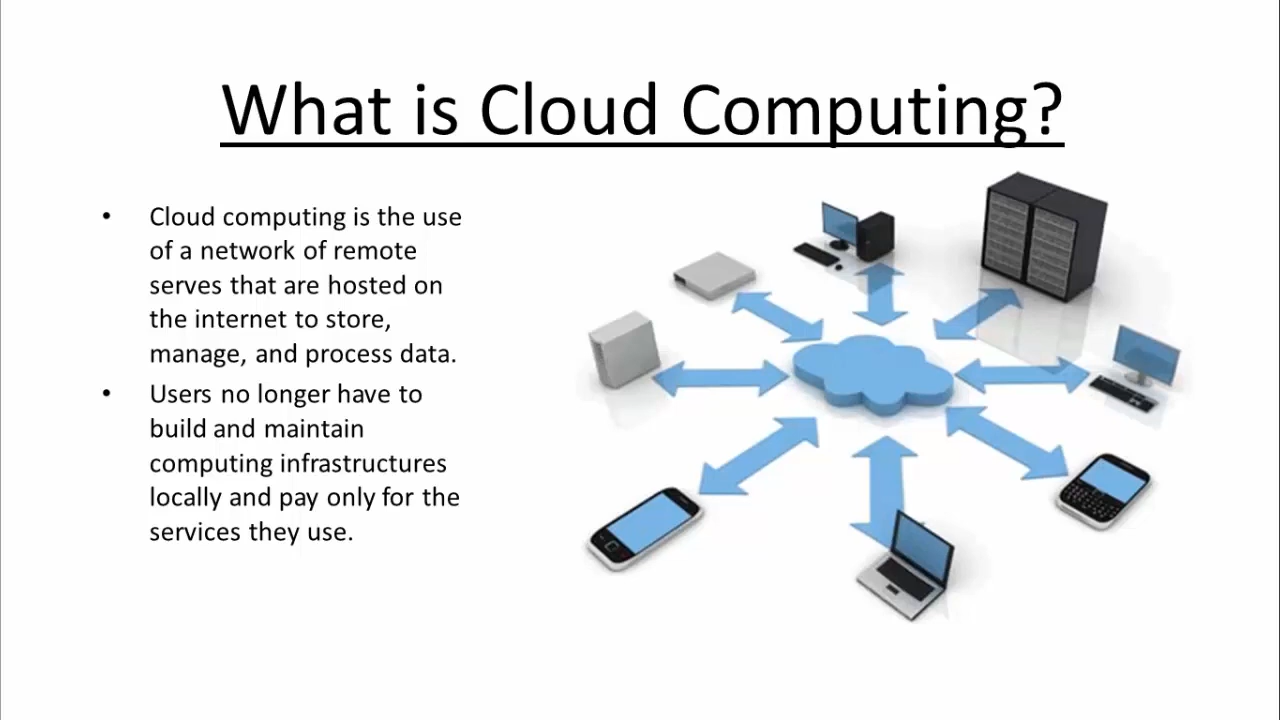 What is Cloud Computing?
• Cloud computing is the use
of a network of remote
serves that are hosted on
the internet to store,
manage, and process data.
• Users no longer have to
build and maintain
computing infrastructures
locally and pay only for the
services they use.